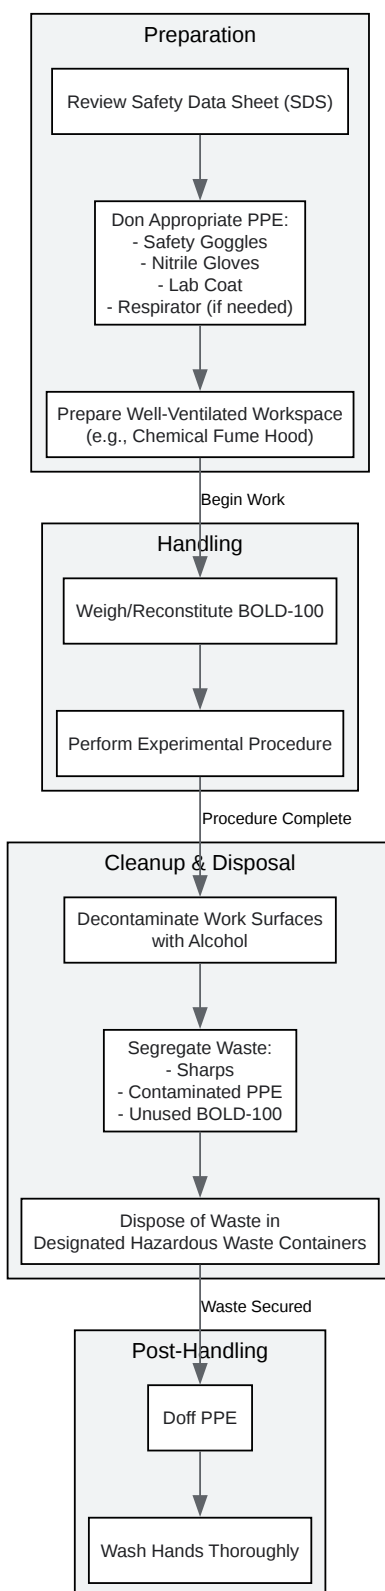 Preparation
Review Safety Data Sheet (SDS)
Don Appropriate PPE:
- Safety Goggles
- Nitrile Gloves
- Lab Coat
- Respirator (if needed)
Prepare Well-Ventilated Workspace
(e.g., Chemical Fume Hood)
Begin Work
Handling
Weigh/Reconstitute BOLD-100
Perform Experimental Procedure
Procedure Complete
Cleanup & Disposal
Decontaminate Work Surfaces
with Alcohol
Segregate Waste:
- Sharps
- Contaminated PPE
- Unused BOLD-100
Dispose of Waste in
Designated Hazardous Waste Containers
Waste Secured
Post-Handling
Doff PPE
Wash Hands Thoroughly